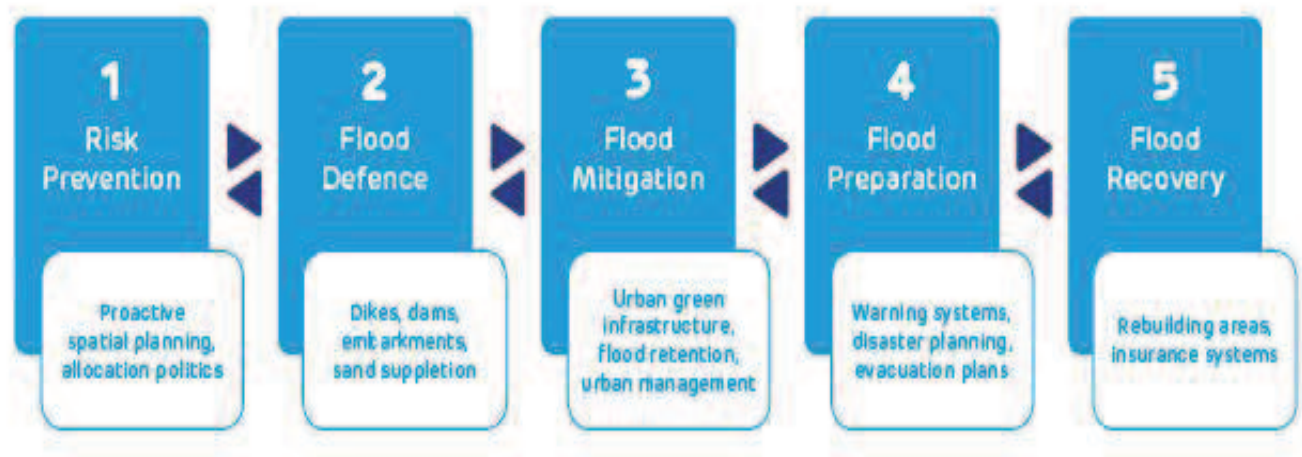 1
Risk
Prevention
Proactive
spatial planning,
allocation politics
2
Flood
Defence
Dikes, dams,
embarkments,
sand suppletion
3
Flood
Mitigation
Urban green
infrastructure,
flood retention,
urban management
4
Flood
Preparation
Warning systems,
disaster planning,
evacuation plans
5
Flood
Recovery
Rebuilding areas,
insurance systems